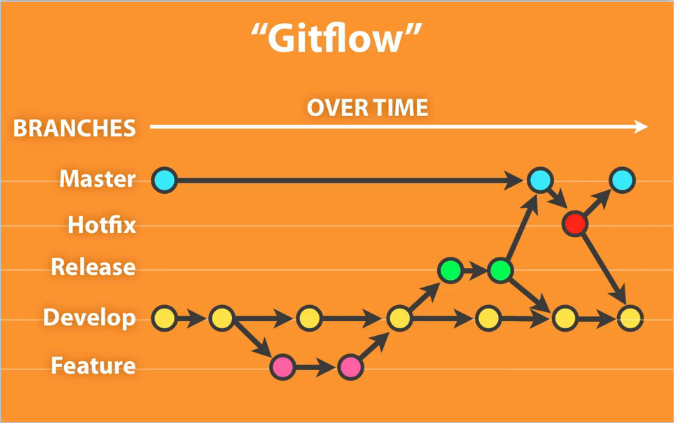 “Gitflow”
OVER TIME
BRANCHES
Master
Hotfix
Release
Develop
Feature